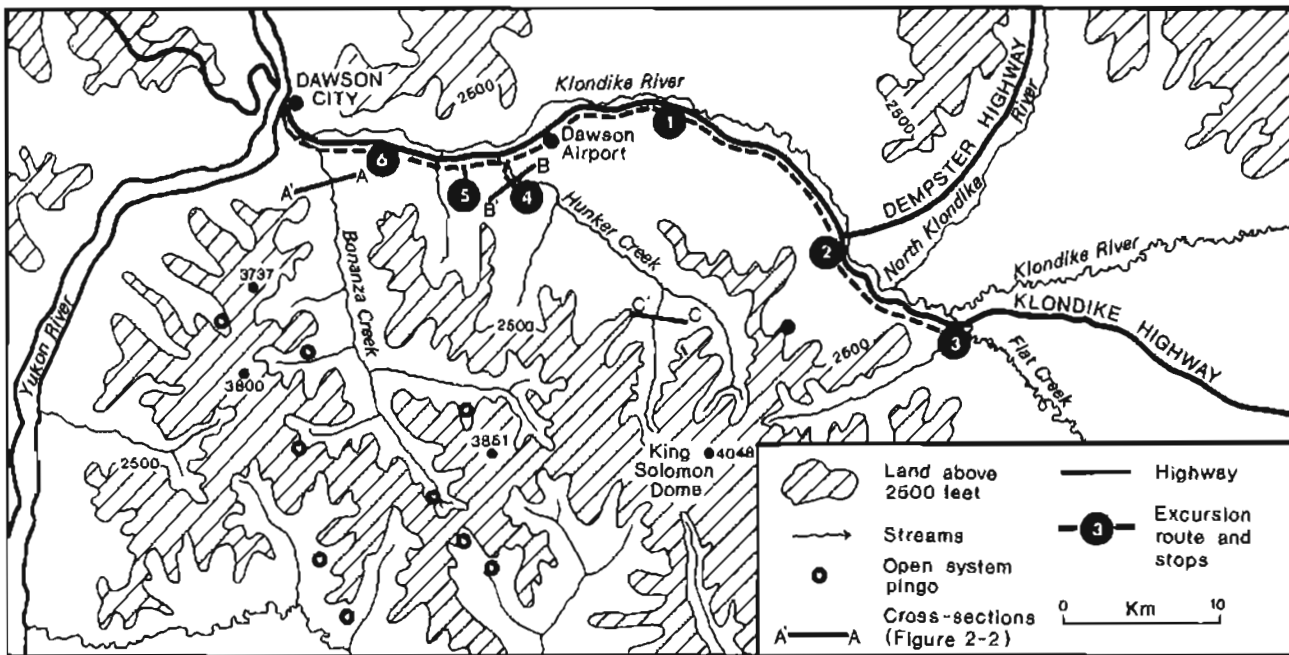 DAWSON
CITY
2500
Klondike River
Dawson
Airport
1
2500
DEMPSTER HIGHWAY
River
North Klondike
6
A'
A
5
B
B'
4
Hunker Creek
2
Klondike River
KLONDIKE
HIGHWAY
3
Flat Creek
Yukon River
3737
Bonanza Creek
2500
C'
C
2500
3800
2500
3851
King
Solomon
Dome
4048
Land above
2500 feet
Highway
Streams
3
Excursion
route and
stops
Open system
pingo
A'
A
Cross-sections
(Figure 2-2)
0
Km
10